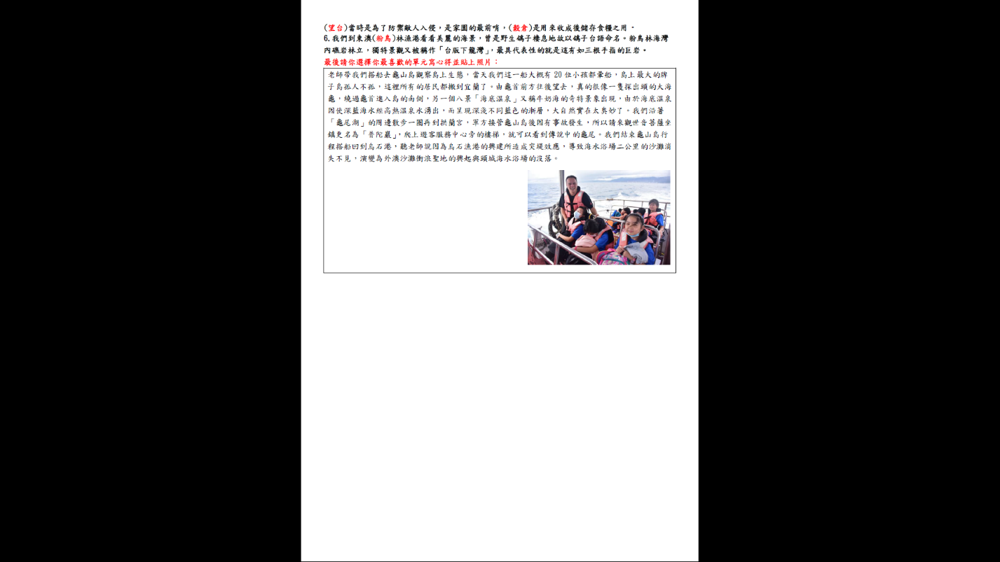 (望台)當時是為了防禦敵人入侵，是家園的最前哨，(穀倉)是用來收成後儲存食糧之用。
6.我們到東澳(粉鳥)林漁港看看美麗的海景，曾是野生鴿子棲息地故以鴿子台語命名。粉鳥林海灣
內礁岩林立，獨特景觀又被稱作「台版下龍灣」，最具代表性的就是這有如三根手指的巨岩。
最後請你選擇你最喜歡的單元寫心得並貼上照片：
老師帶我們搭船去龜山島觀察島上生態，當天我們這一船大概有 20 位小孩都暈船，島上最大的牌
子島孤人不孤，這裡所有的居民都搬到宜蘭了。由龜首前方往後望去，真的很像一隻探出頭的大海
龜，繞過龜首進入島的南側，另一個八景「海底溫泉」又稱牛奶海的奇特景象出現，由於海底溫泉
因使深藍海水經高熱溫泉水湧出，而呈現深淺不同藍色的漸層，大自然實在太奧妙了。我們沿著
「龜尾湖」的周邊散步一圈再到拱蘭宮，軍方接管龜山島後因有事故發生，所以請來觀世音菩薩坐
鎮更名為「普陀巖」，爬上遊客服務中心旁的樓梯，就可以看到傳說中的龜尾。我們結束龜山島行
程搭船回到烏石港，聽老師說因為烏石漁港的興建所造成突堤效應，導致海水浴場二公里的沙灘消
失不見，演變為外澳沙灘衝浪聖地的興起與頭城海水浴場的沒落。